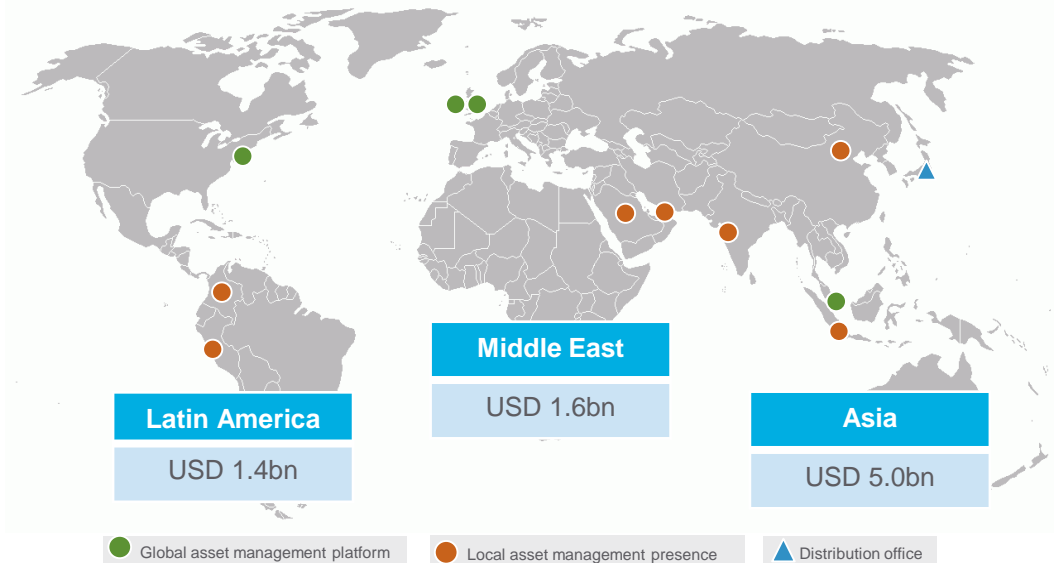 Middle East
USD 1.6bn
Latin America
USD 1.4bn
Asia
USD 5.0bn
Global asset management platform
Local asset management presence
Distribution office